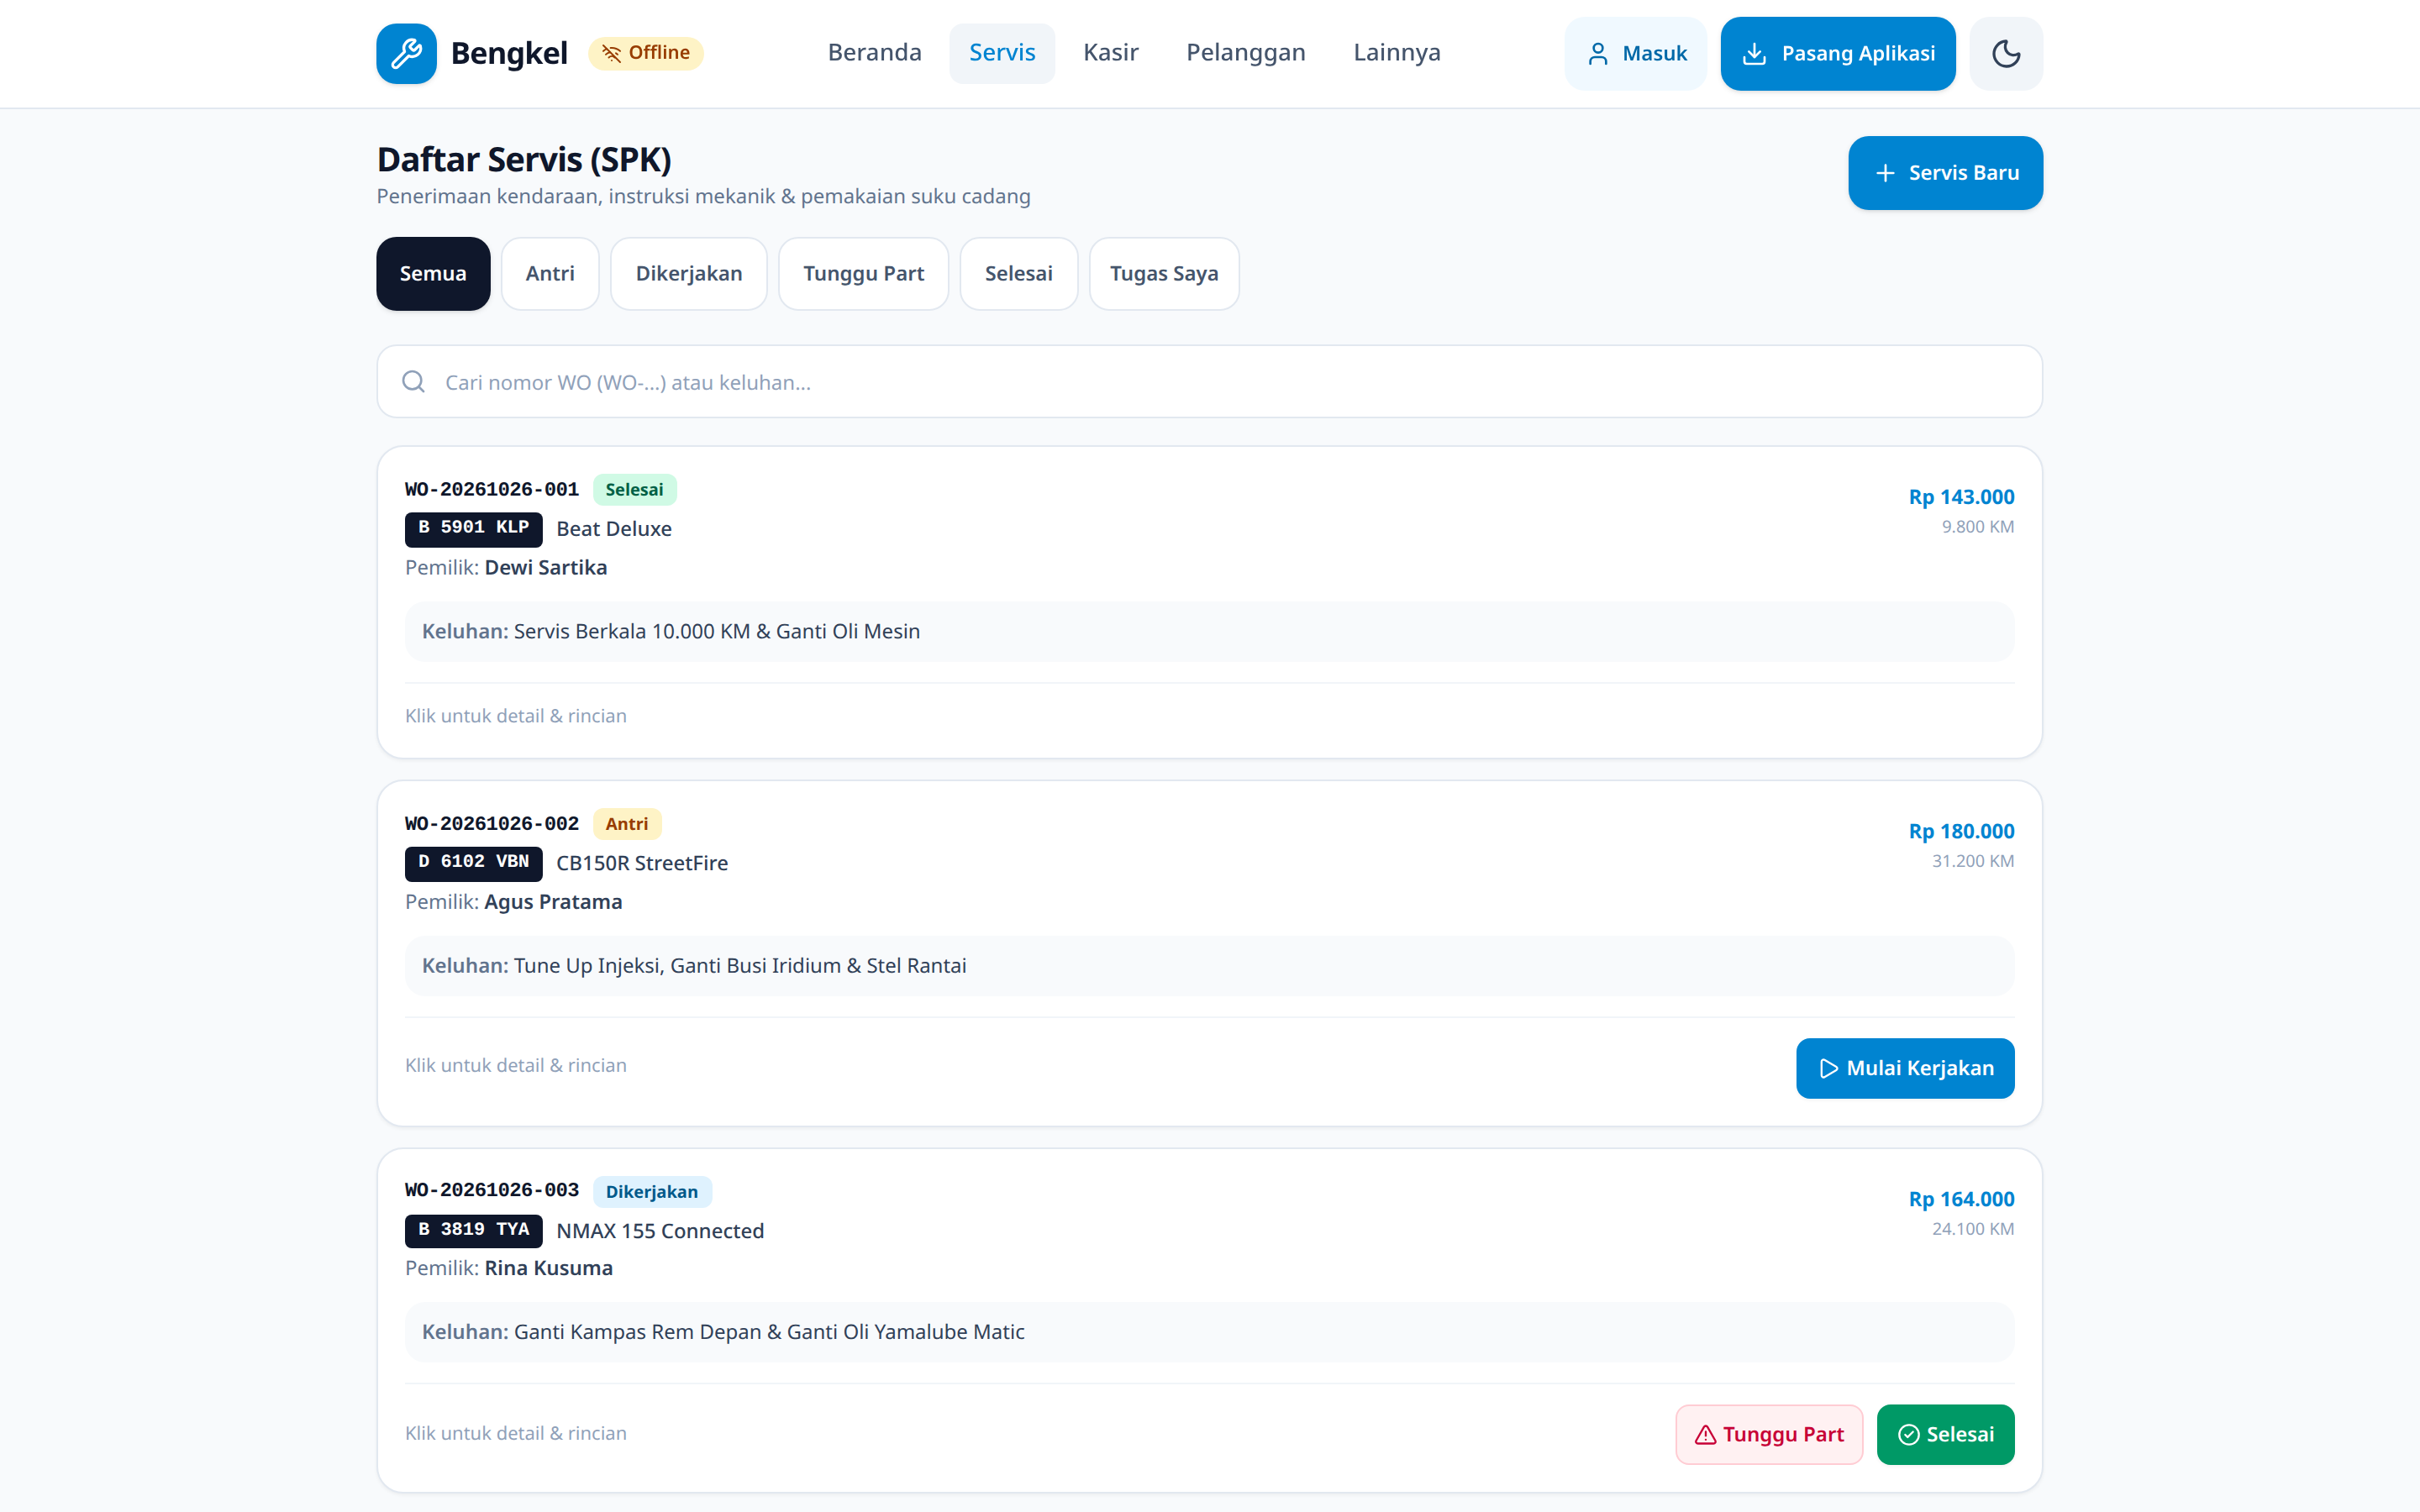 Bengkel Offline Beranda Servis Kasir Pelanggan Lainnya Masuk Pasang Aplikasi
Daftar Servis (SPK)
Penerimaan kendaraan, instruksi mekanik & pemakaian suku cadang
Servis Baru
Semua Antri Dikerjakan Tunggu Part Selesai Tugas Saya
Cari nomor WO (WO-...) atau keluhan...
WO-20261026-001 Selesai
Rp 143.000
B 5901 KLP Beat Deluxe
9.800 KM
Pemilik: Dewi Sartika
Keluhan: Servis Berkala 10.000 KM & Ganti Oli Mesin
Klik untuk detail & rincian
WO-20261026-002 Antri
Rp 180.000
D 6102 VBN CB150R StreetFire
31.200 KM
Pemilik: Agus Pratama
Keluhan: Tune Up Injeksi, Ganti Busi Iridium & Stel Rantai
Klik untuk detail & rincian
Mulai Kerjakan
WO-20261026-003 Dikerjakan
Rp 164.000
B 3819 TYA NMAX 155 Connected
24.100 KM
Pemilik: Rina Kusuma
Keluhan: Ganti Kampas Rem Depan & Ganti Oli Yamalube Matic
Klik untuk detail & rincian
Tunggu Part Selesai